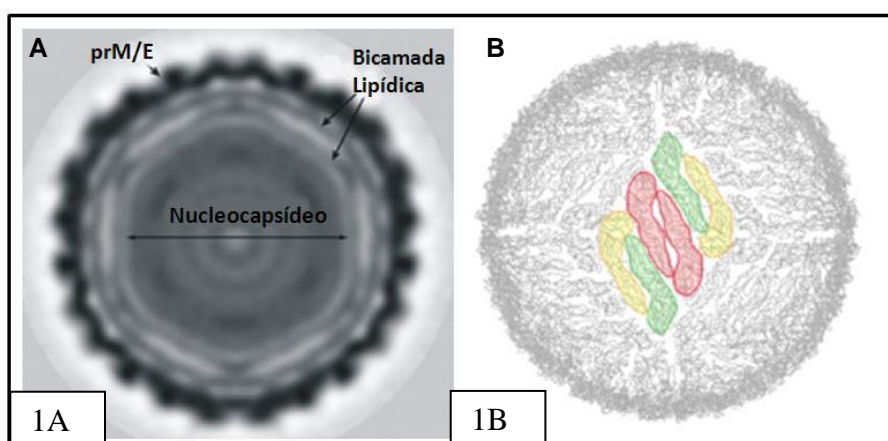 A
prM/E
Bicamada
Lipídica
Nucleocapsídeo
1A
B
1B